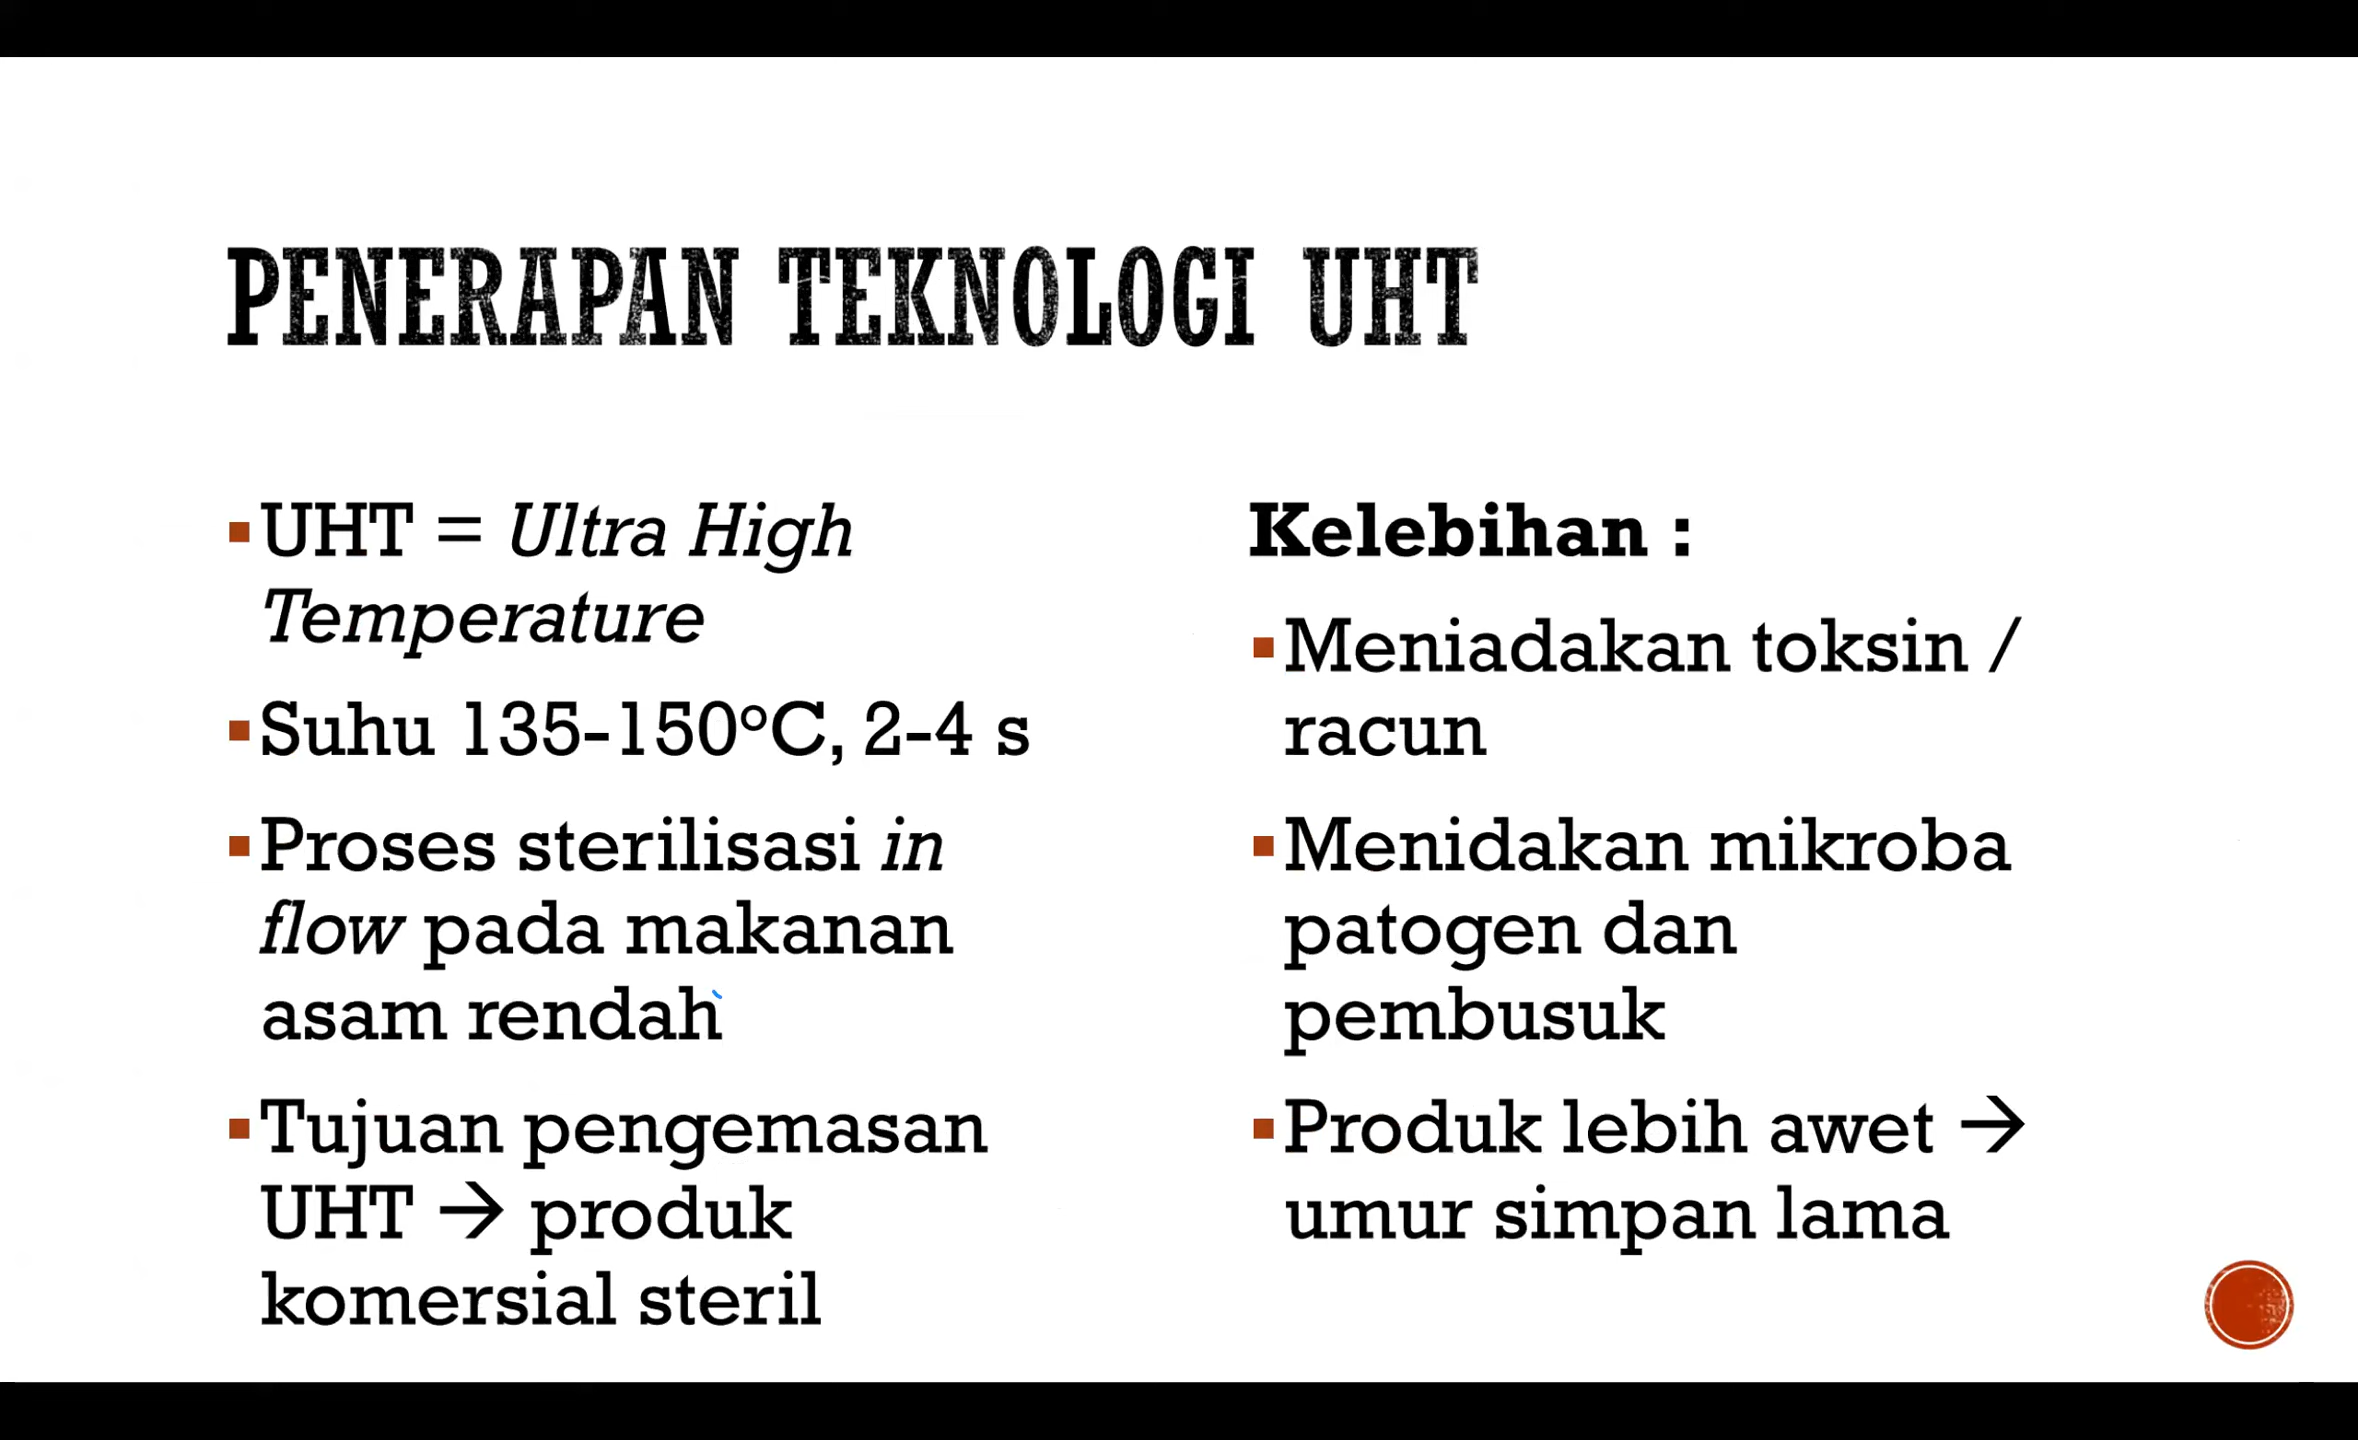 PENERAPAN TEKNOLOGI UHT
▪UHT = Ultra High
Temperature
▪Suhu 135-150°C, 2-4 s
▪Proses sterilisasi in
flow pada makanan
asam rendah
▪Tujuan pengemasan
UHT → produk
komersial steril
Kelebihan :
▪Meniadakan toksin /
racun
▪Menidakan mikroba
patogen dan
pembusuk
▪Produk lebih awet →
umur simpan lama